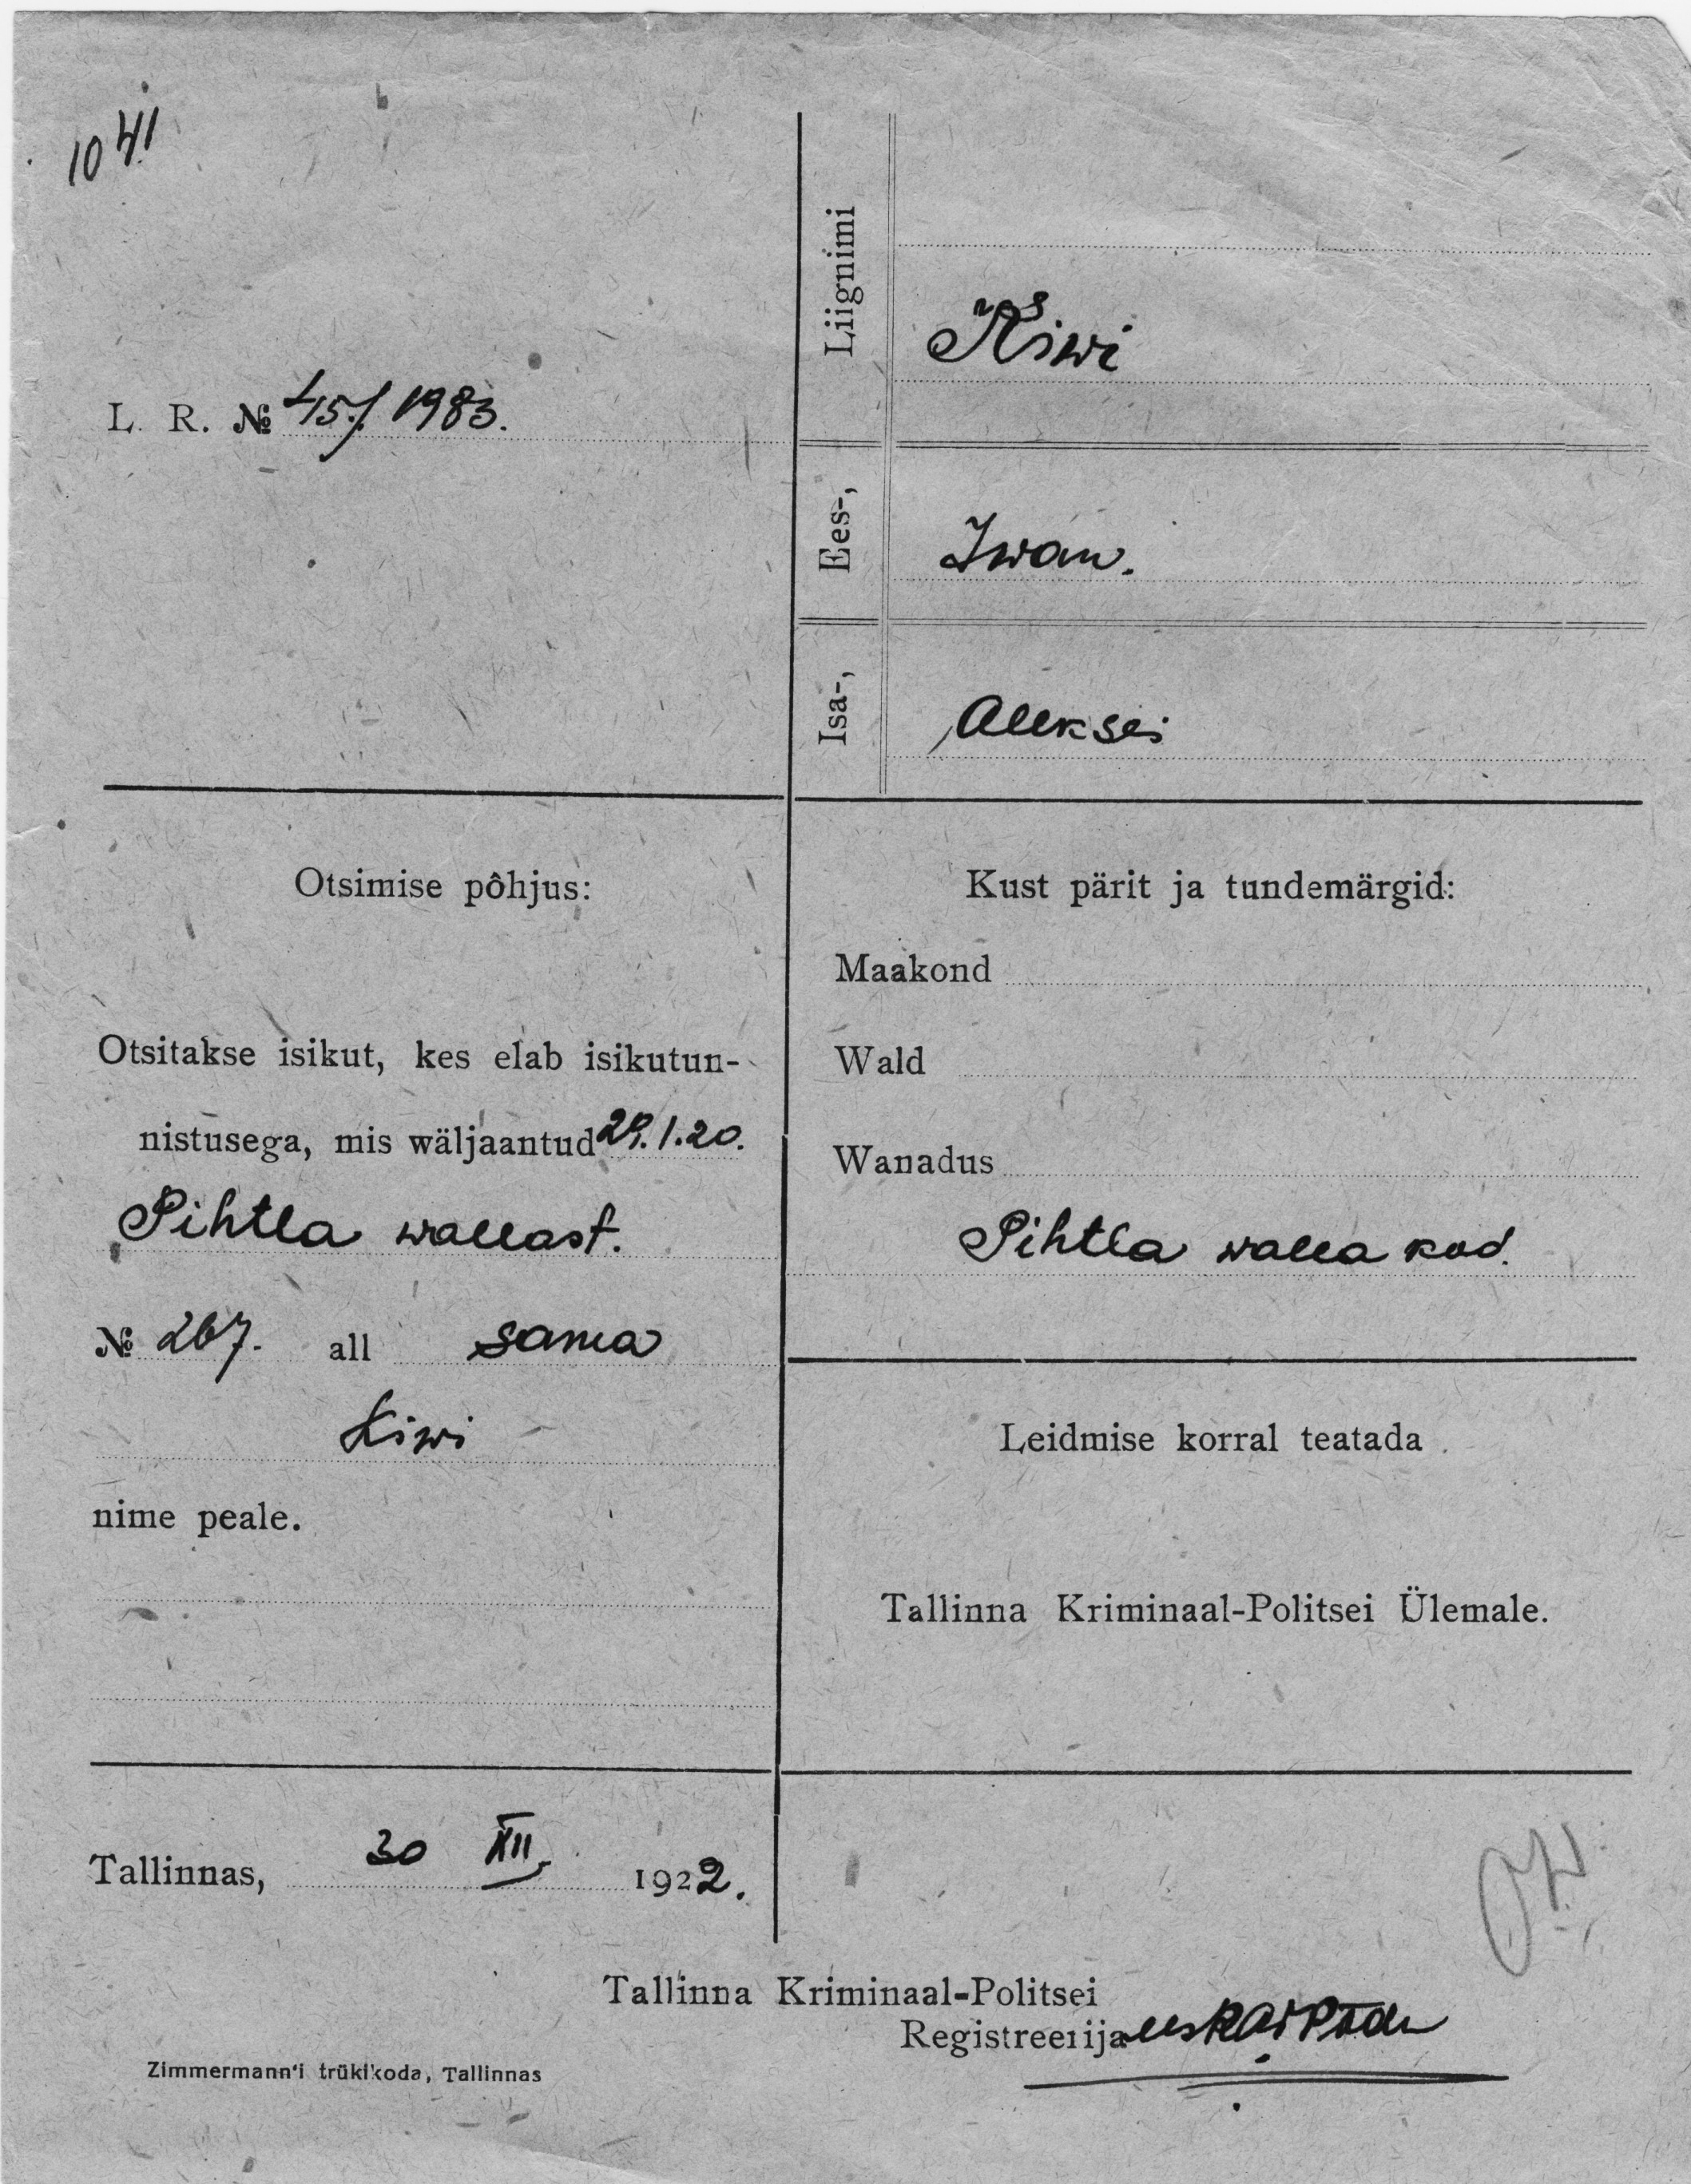 1041
L. R. № 45./1983.
Liignimi
Kiwi
Ees-,
Iwan.
Isa-,
Aleksei
Otsimise põhjus:
Otsitakse isikut, kes elab isikutun-
nistusega, mis wäljaantud 29.1.20.
Pihtla wallast.
№ 267. all sama
Kiwi
nime peale.
Kust pärit ja tundemärgid:
Maakond
Wald
Wanadus
Pihtla walla kod.
Leidmise korral teatada
Tallinna Kriminaal-Politsei Ülemale.
Tallinnas, 30 XII 1922.
Tallinna Kriminaal-Politsei
Registreerija
Zimmermann'i trükikoda, Tallinnas